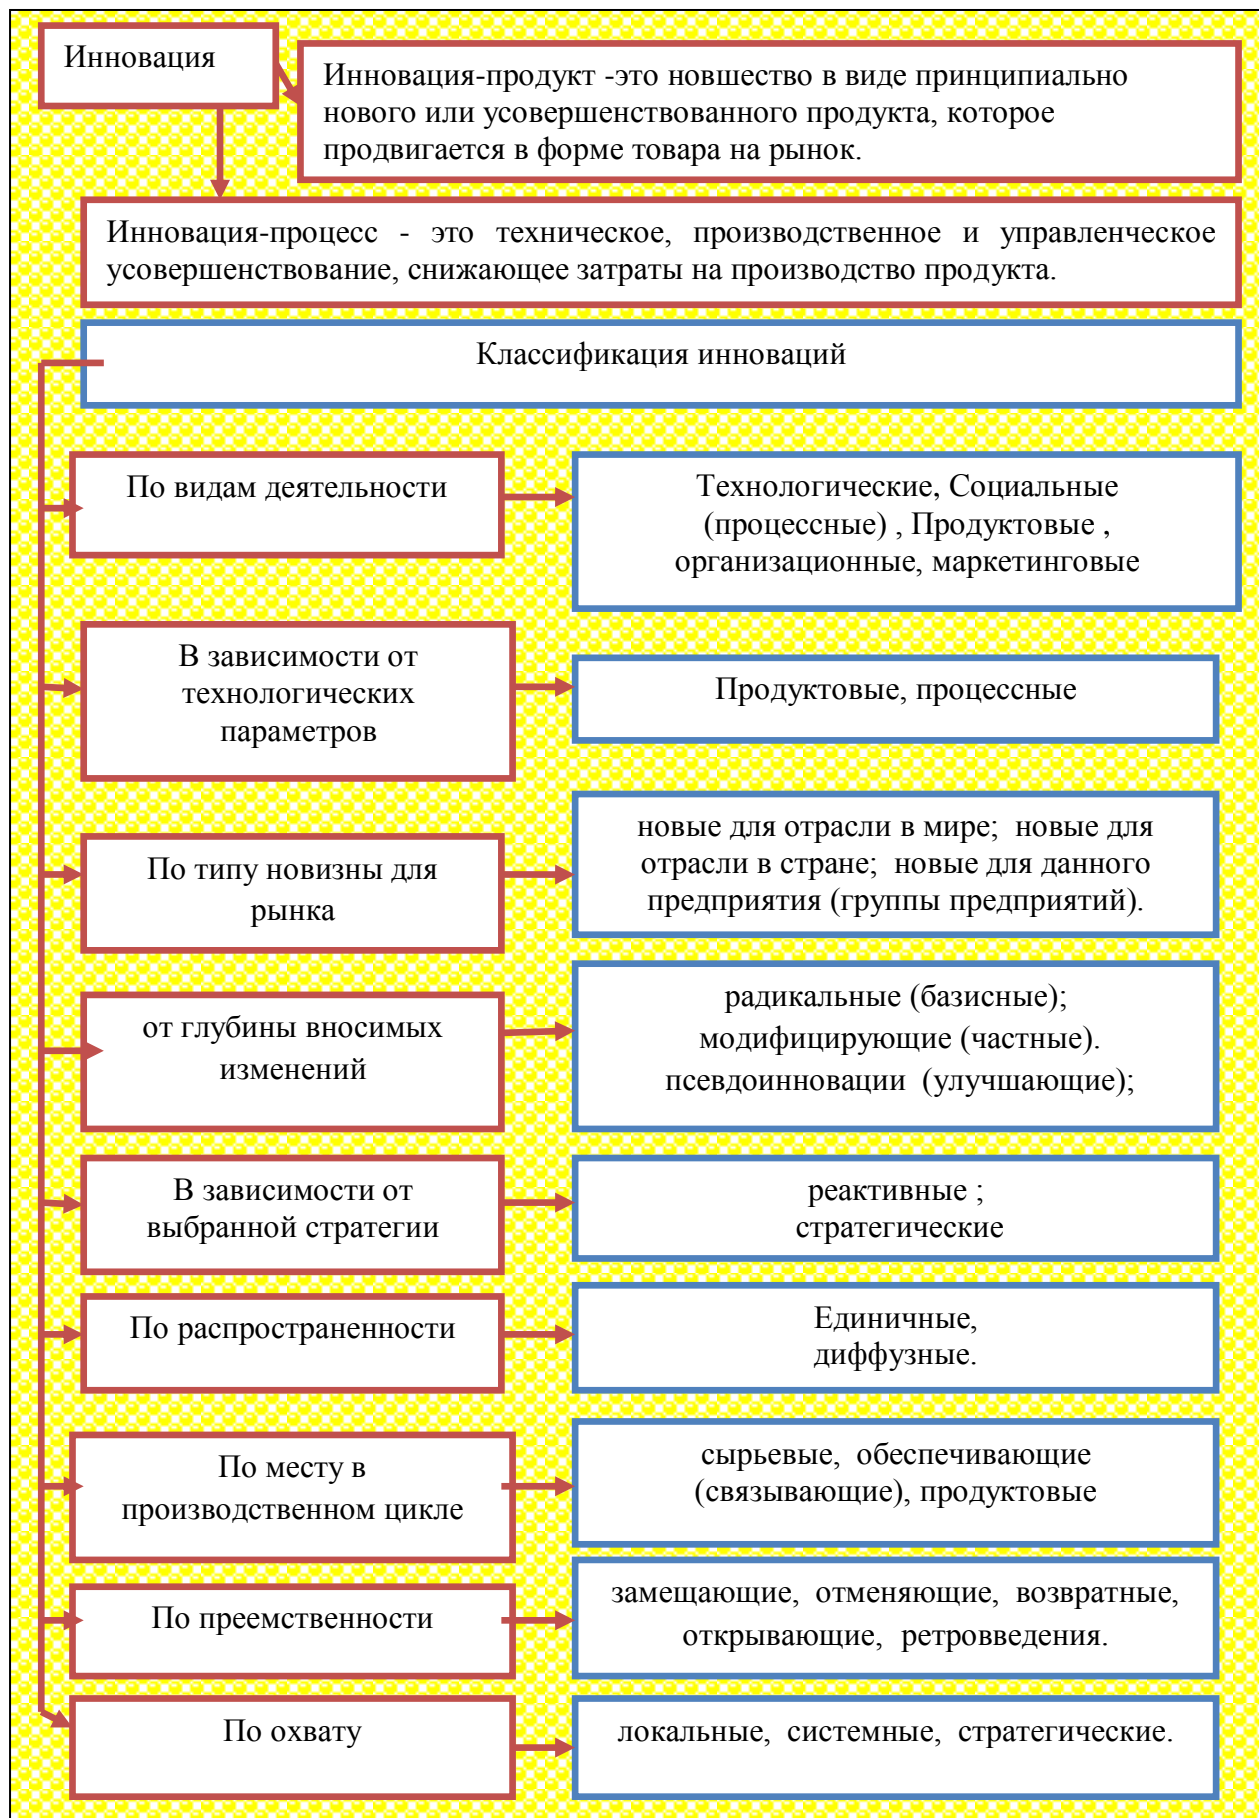 Инновация
Инновация-продукт -это новшество в виде принципиально
нового или усовершенствованного продукта, которое
продвигается в форме товара на рынок.
Инновация-процесс - это техническое, производственное и управленческое
усовершенствование, снижающее затраты на производство продукта.
Классификация инноваций
По видам деятельности
Технологические, Социальные
(процессные) , Продуктовые ,
организационные, маркетинговые
В зависимости от
технологических
параметров
Продуктовые, процессные
По типу новизны для
рынка
новые для отрасли в мире; новые для
отрасли в стране; новые для данного
предприятия (группы предприятий).
от глубины вносимых
изменений
радикальные (базисные);
модифицирующие (частные).
псевдоинновации (улучшающие);
В зависимости от
выбранной стратегии
реактивные ;
стратегические
По распространенности
Единичные,
диффузные.
По месту в
производственном цикле
сырьевые, обеспечивающие
(связывающие), продуктовые
По преемственности
замещающие, отменяющие, возвратные,
открывающие, ретровведения.
По охвату
локальные, системные, стратегические.